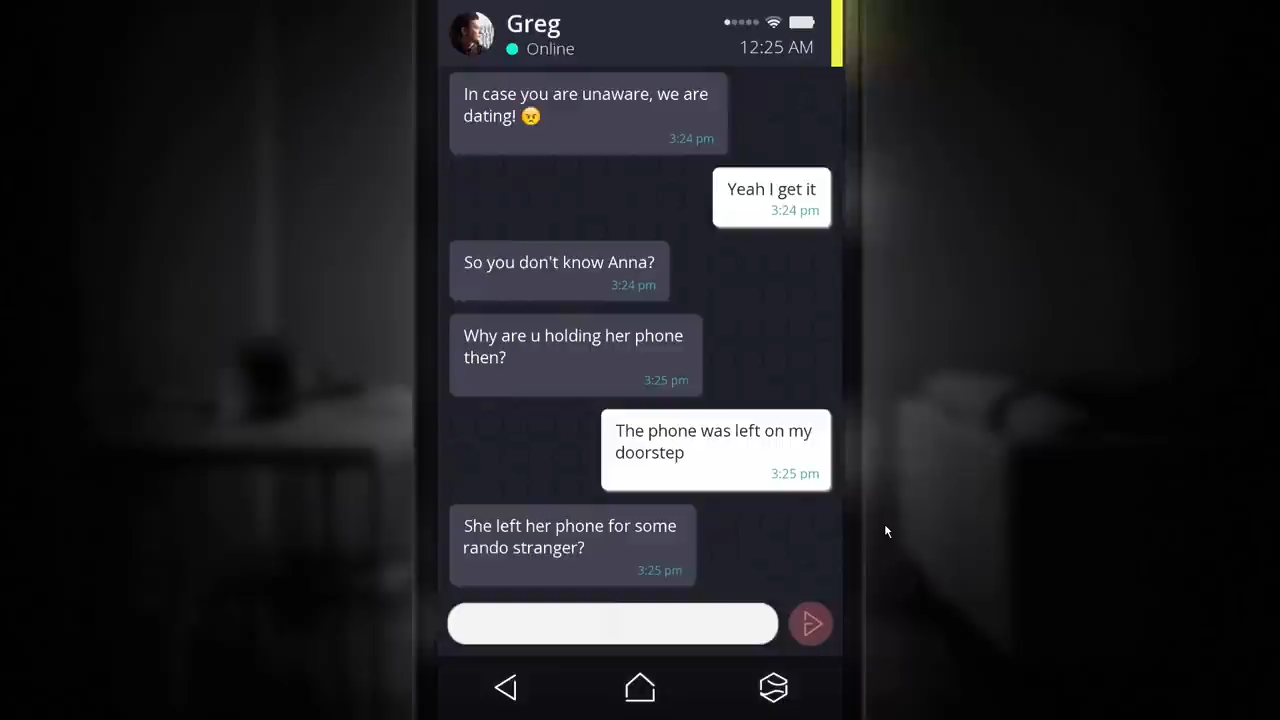 Greg
Online
12:25 AM
In case you are unaware, we are
dating! 😠
3:24 pm
Yeah I get it
3:24 pm
So you don't know Anna?
3:24 pm
Why are u holding her phone
then?
3:25 pm
The phone was left on my
doorstep
3:25 pm
She left her phone for some
rando stranger?
3:25 pm